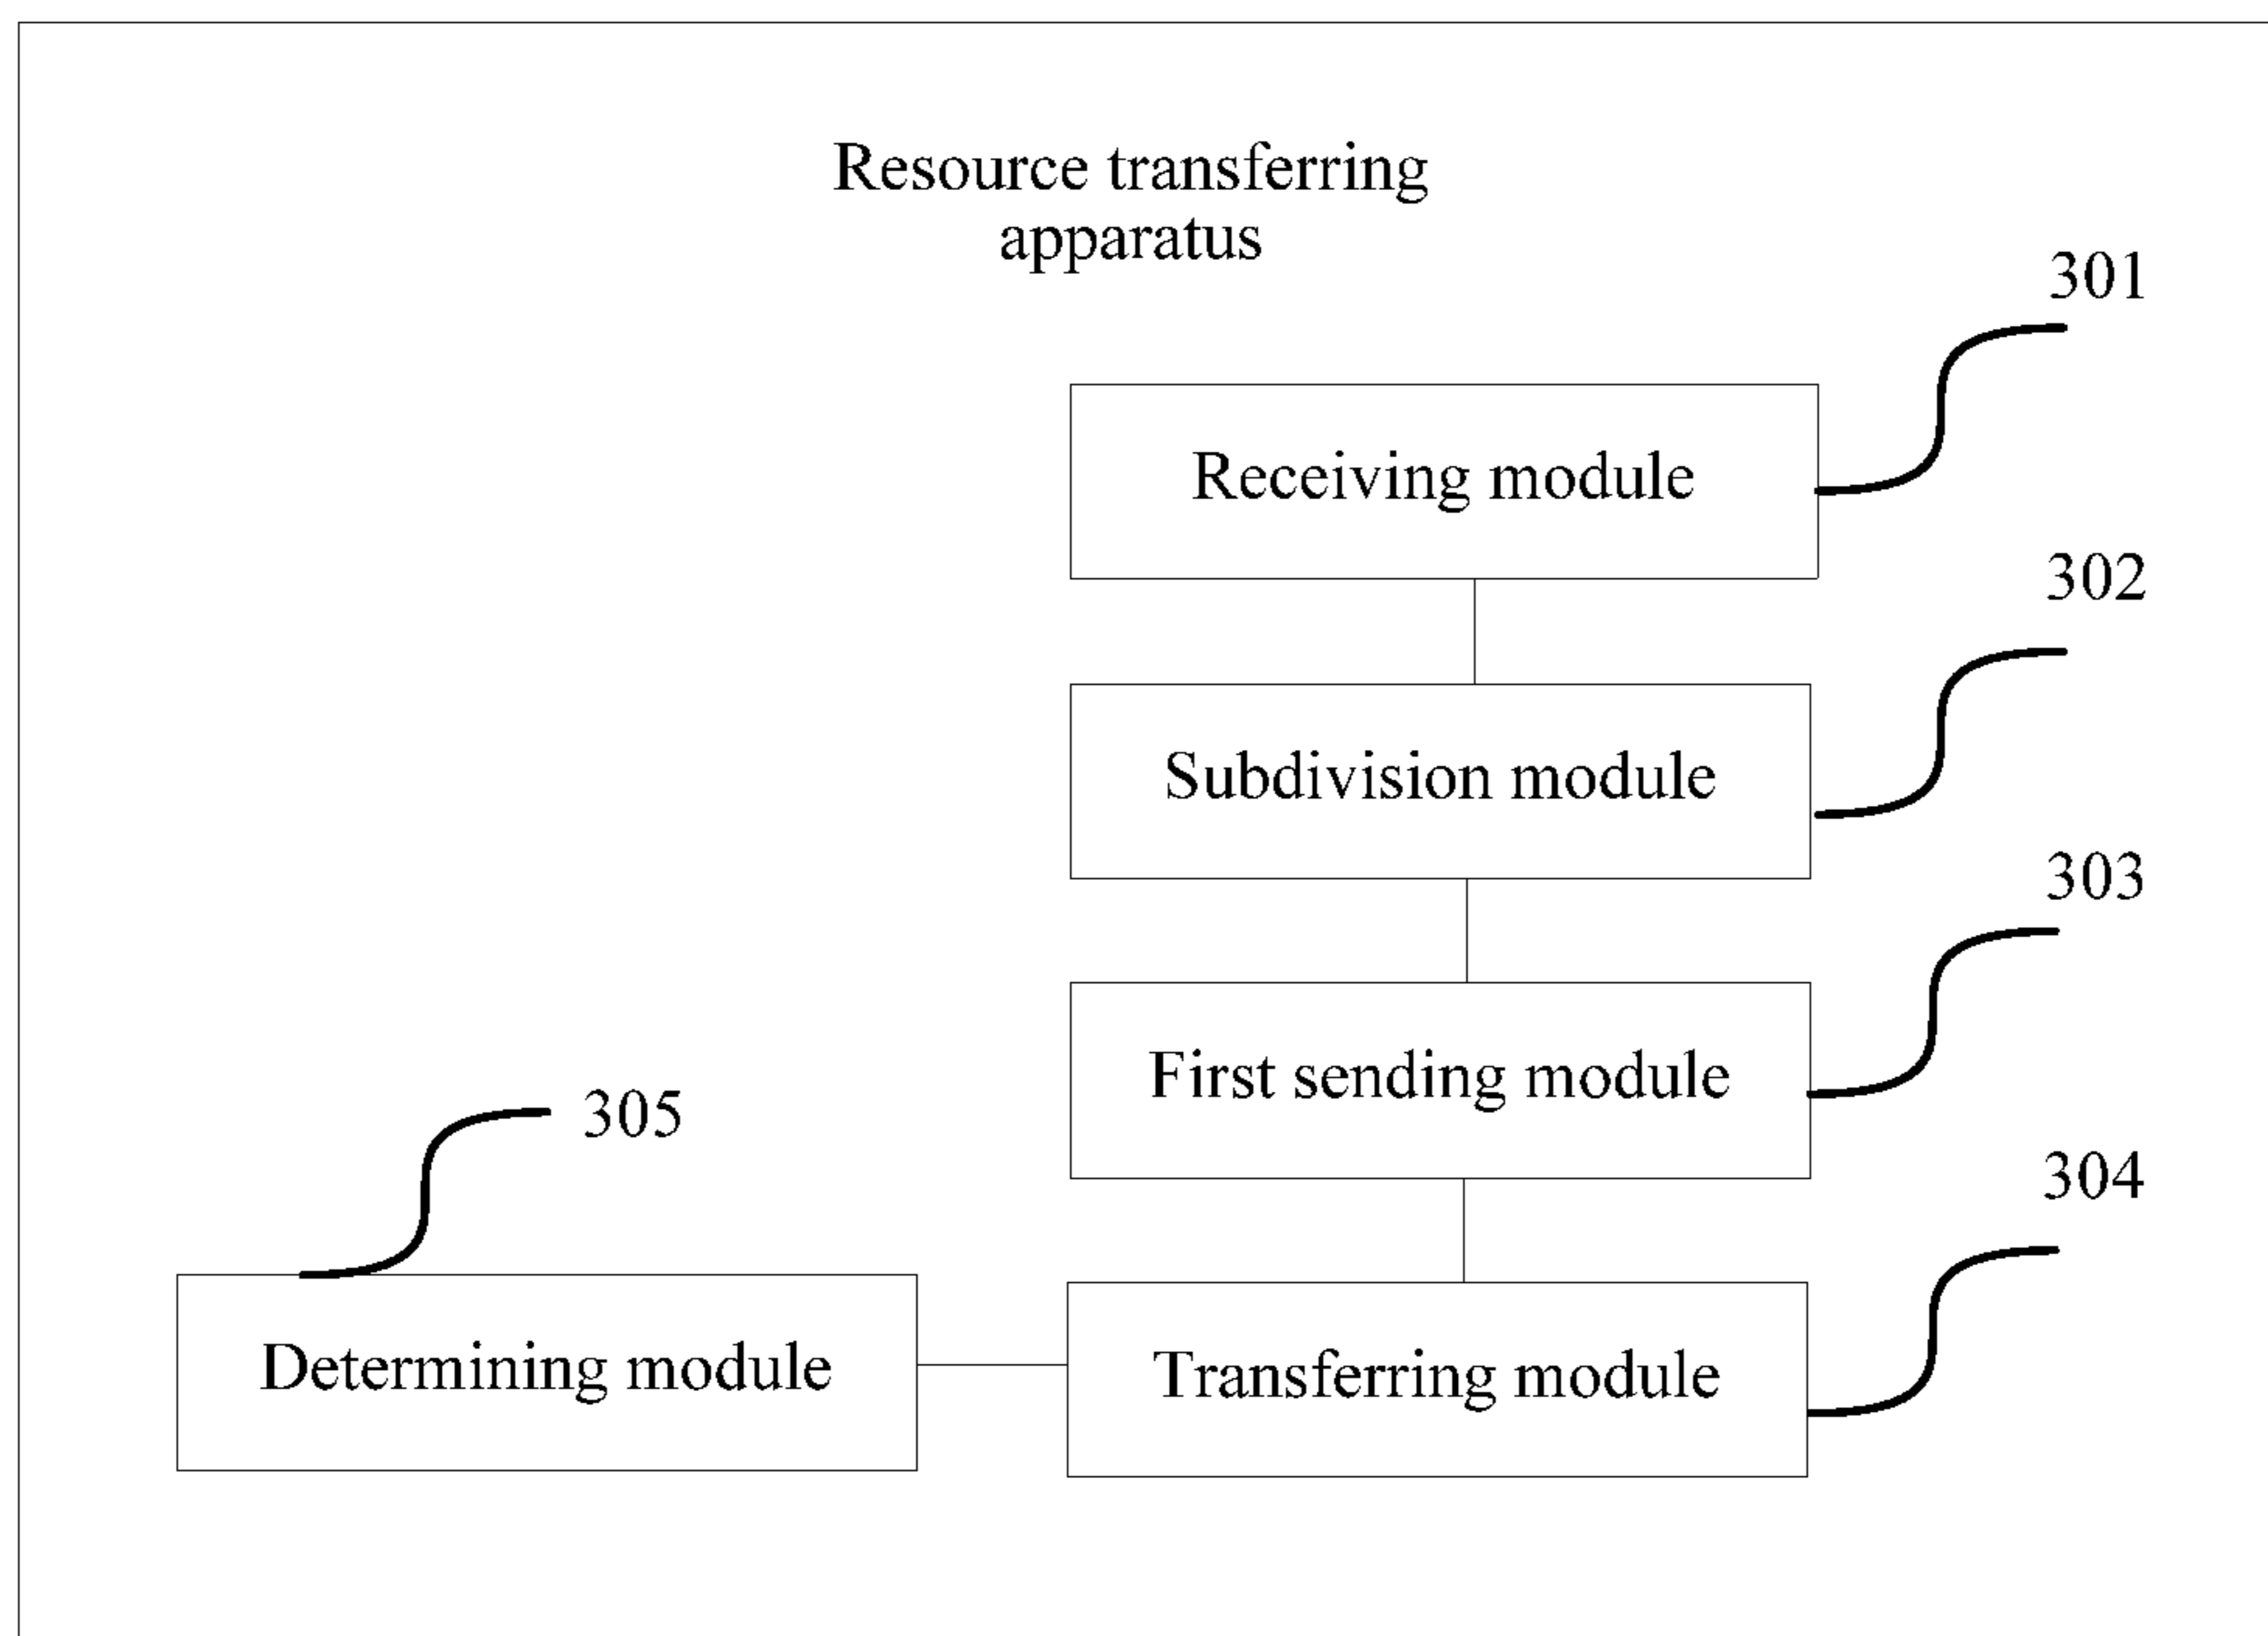 Resource transferring
apparatus
301
Receiving module
302
Subdivision module
303
First sending module
305
304
Determining module
Transferring module